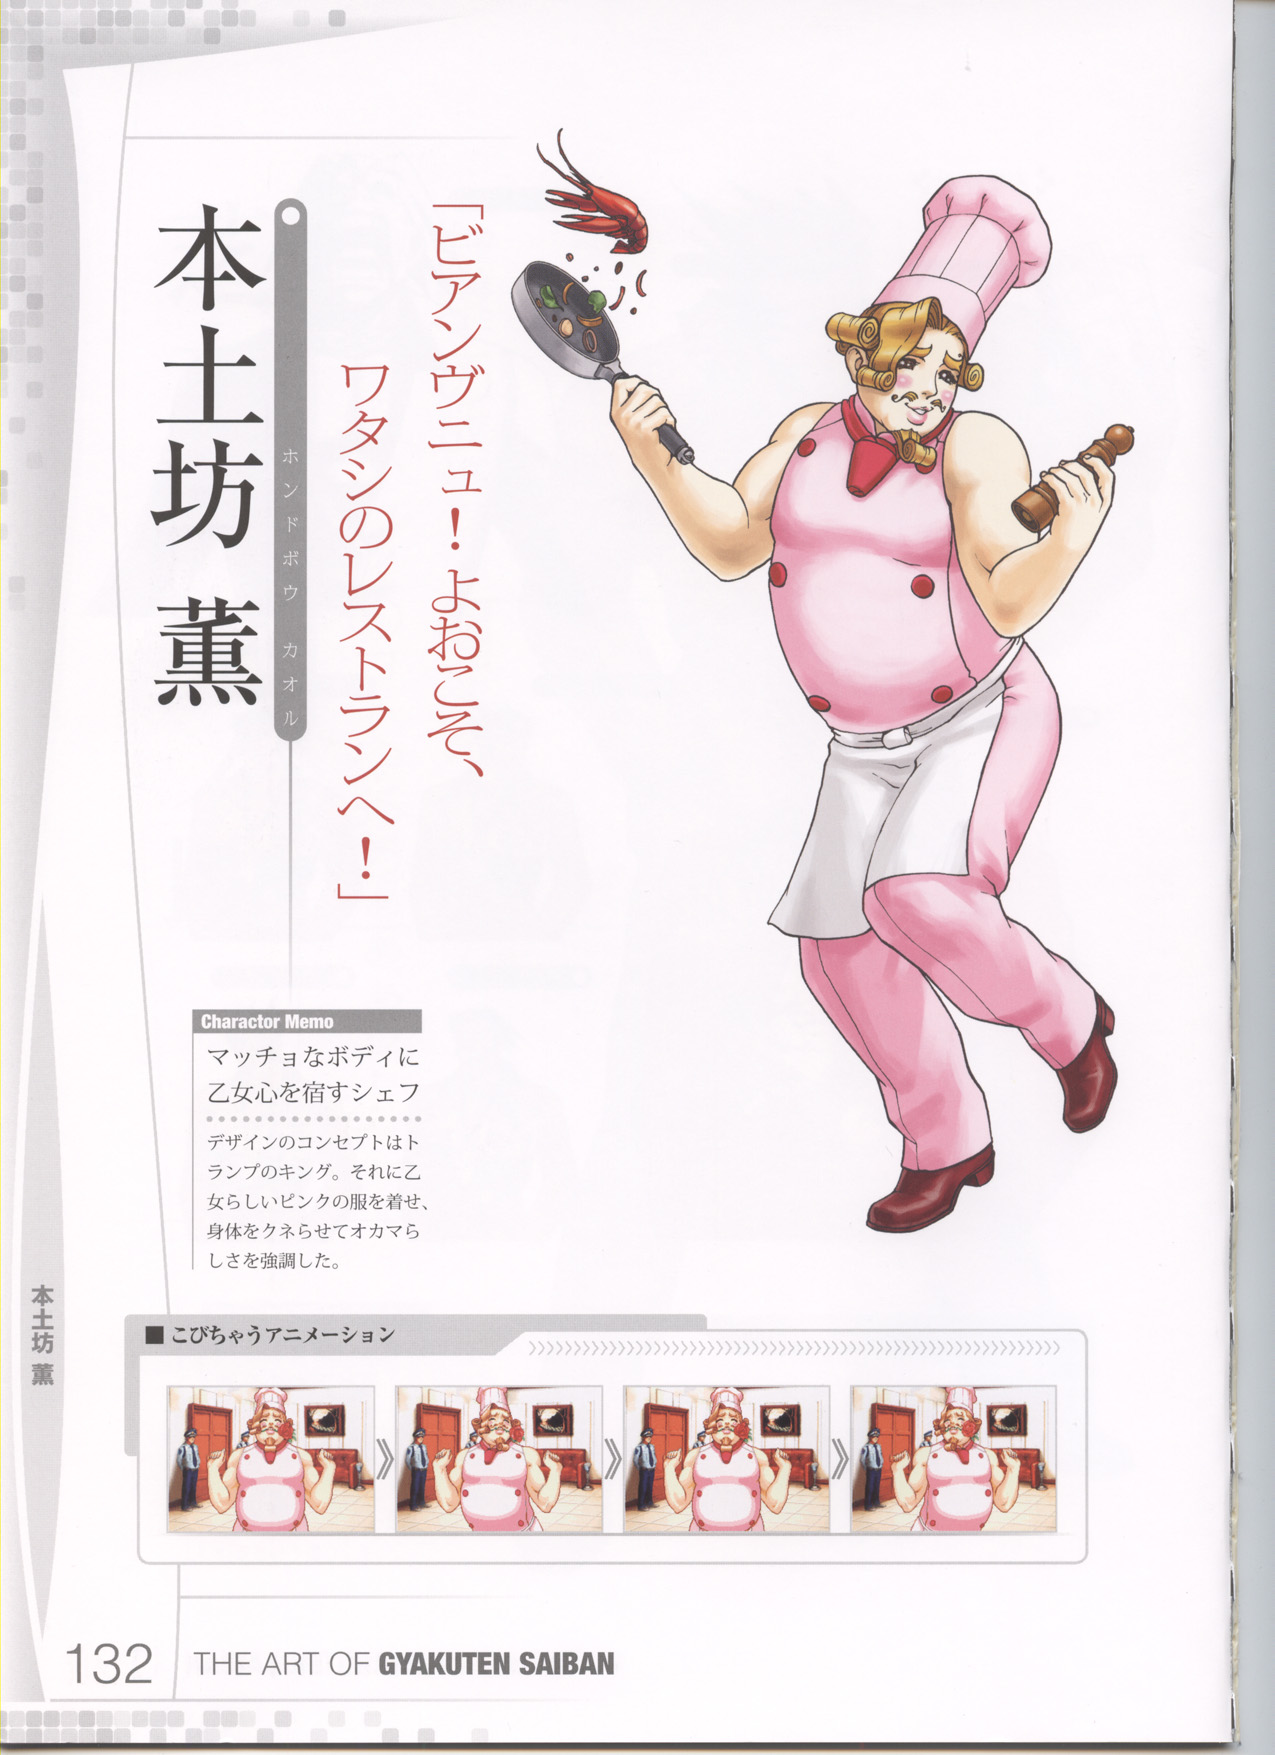 本土坊 薫
ホンドボウ カオル
「ビアンヴニュ！よおこそ、
ワタシのレストランへ！」
Charactor Memo
マッチョなボディに
乙女心を宿すシェフ
デザインのコンセプトはト
ランプのキング。それに乙
女らしいピンクの服を着せ、
身体をクネらせてオカマら
しさを強調した。
本土坊 薫
■ こびちゃうアニメーション
132
THE ART OF GYAKUTEN SAIBAN